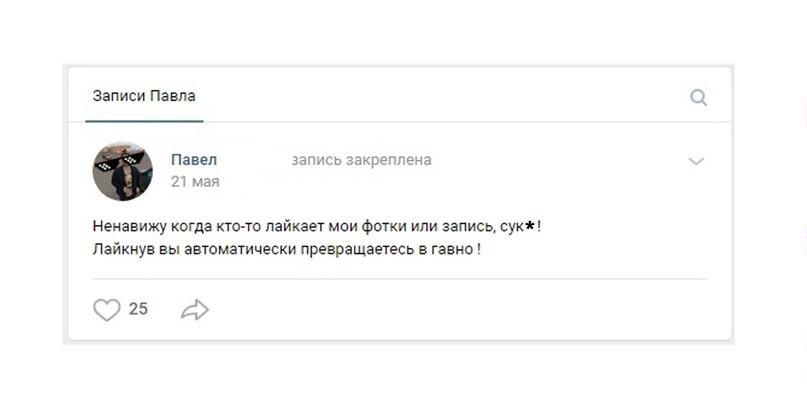 Записи Павла
Павел запись закреплена
21 мая
Ненавижу когда кто-то лайкает мои фотки или запись, сук*!
Лайкнув вы автоматически превращаетесь в гавно !
25